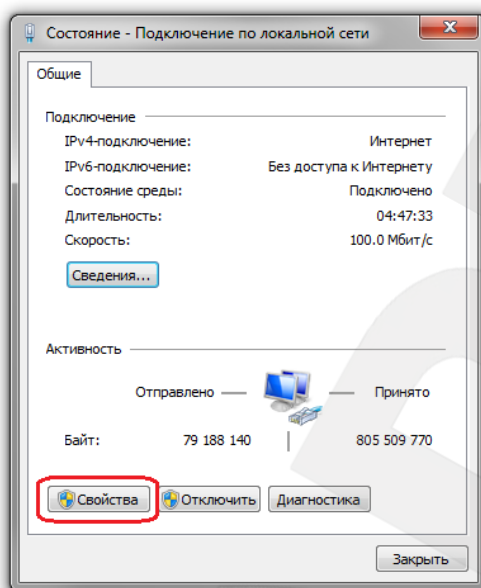 Состояние - Подключение по локальной сети
Общие
Подключение
IPv4-подключение: Интернет
IPv6-подключение: Без доступа к Интернету
Состояние среды: Подключено
Длительность: 04:47:33
Скорость: 100.0 Мбит/с
Сведения...
Активность
Отправлено — — Принято
Байт: 79 188 140 | 805 509 770
Свойства Отключить Диагностика
Закрыть